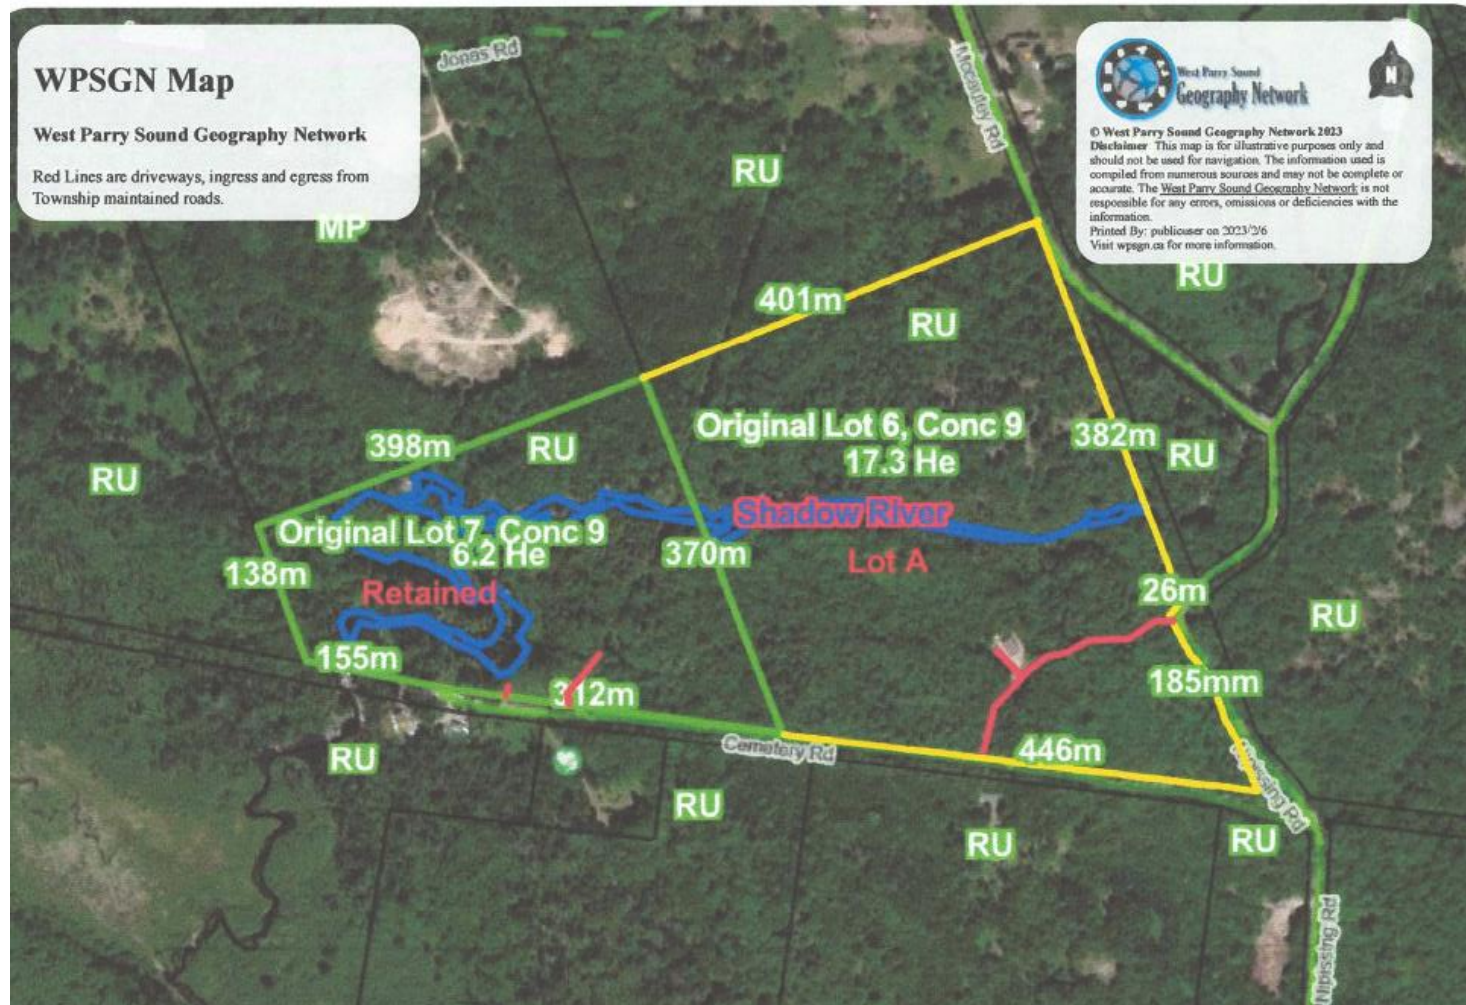 WPSGN Map
West Parry Sound Geography Network
Red Lines are driveways, ingress and egress from
Township maintained roads.
West Parry Sound
Geography Network
N
© West Parry Sound Geography Network 2023
Disclaimer This map is for illustrative purposes only and
should not be used for navigation. The information used is
compiled from numerous sources and may not be complete or
accurate. The West Parry Sound Geography Network is not
responsible for any errors, omissions or deficiencies with the
information.
Printed By: publicuser on 2023/2/6
Visit wpsgn.ca for more information.
Jonas Rd
Mccauley Rd
RU
MP
RU
401m
RU
Original Lot 6, Conc 9
17.3 He
382m
RU
398m
RU
RU
Shadow River
Original Lot 7, Conc 9
6.2 He
370m
Lot A
138m
Retained
26m
RU
155m
312m
185mm
Cemetery Rd
446m
RU
RU
Nipissing Rd
RU
RU
Nipissing Rd